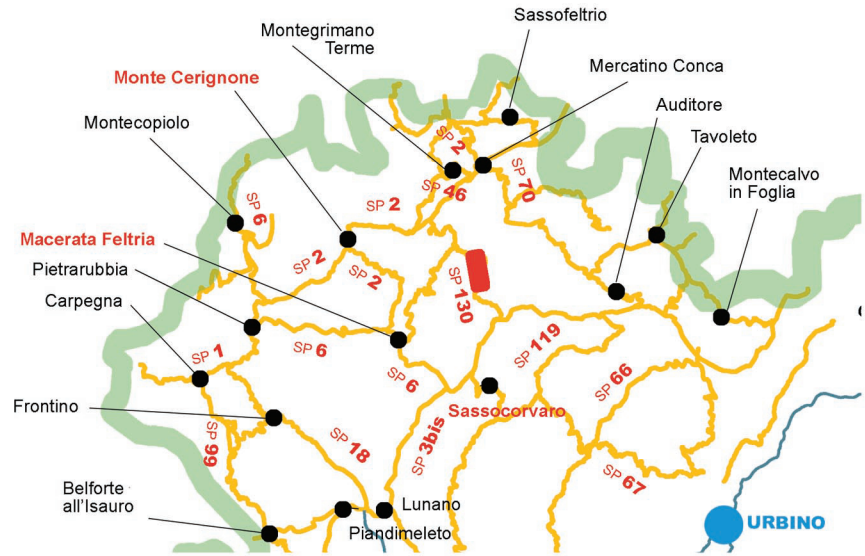 Sassofeltrio
Montegrimano
Terme
Mercatino Conca
Monte Cerignone
Auditore
Montecopiolo
Tavoleto
Montecalvo
in Foglia
SP 2
SP 46
SP 70
SP 6
SP 2
Macerata Feltria
SP 2
SP 2
Pietrarubbia
SP 130
Carpegna
SP 1
SP 6
SP 119
SP 6
SP 66
Sassocorvaro
Frontino
SP 66
SP 18
SP 3bis
SP 67
Belforte
all'Isauro
Lunano
Piandimeleto
URBINO